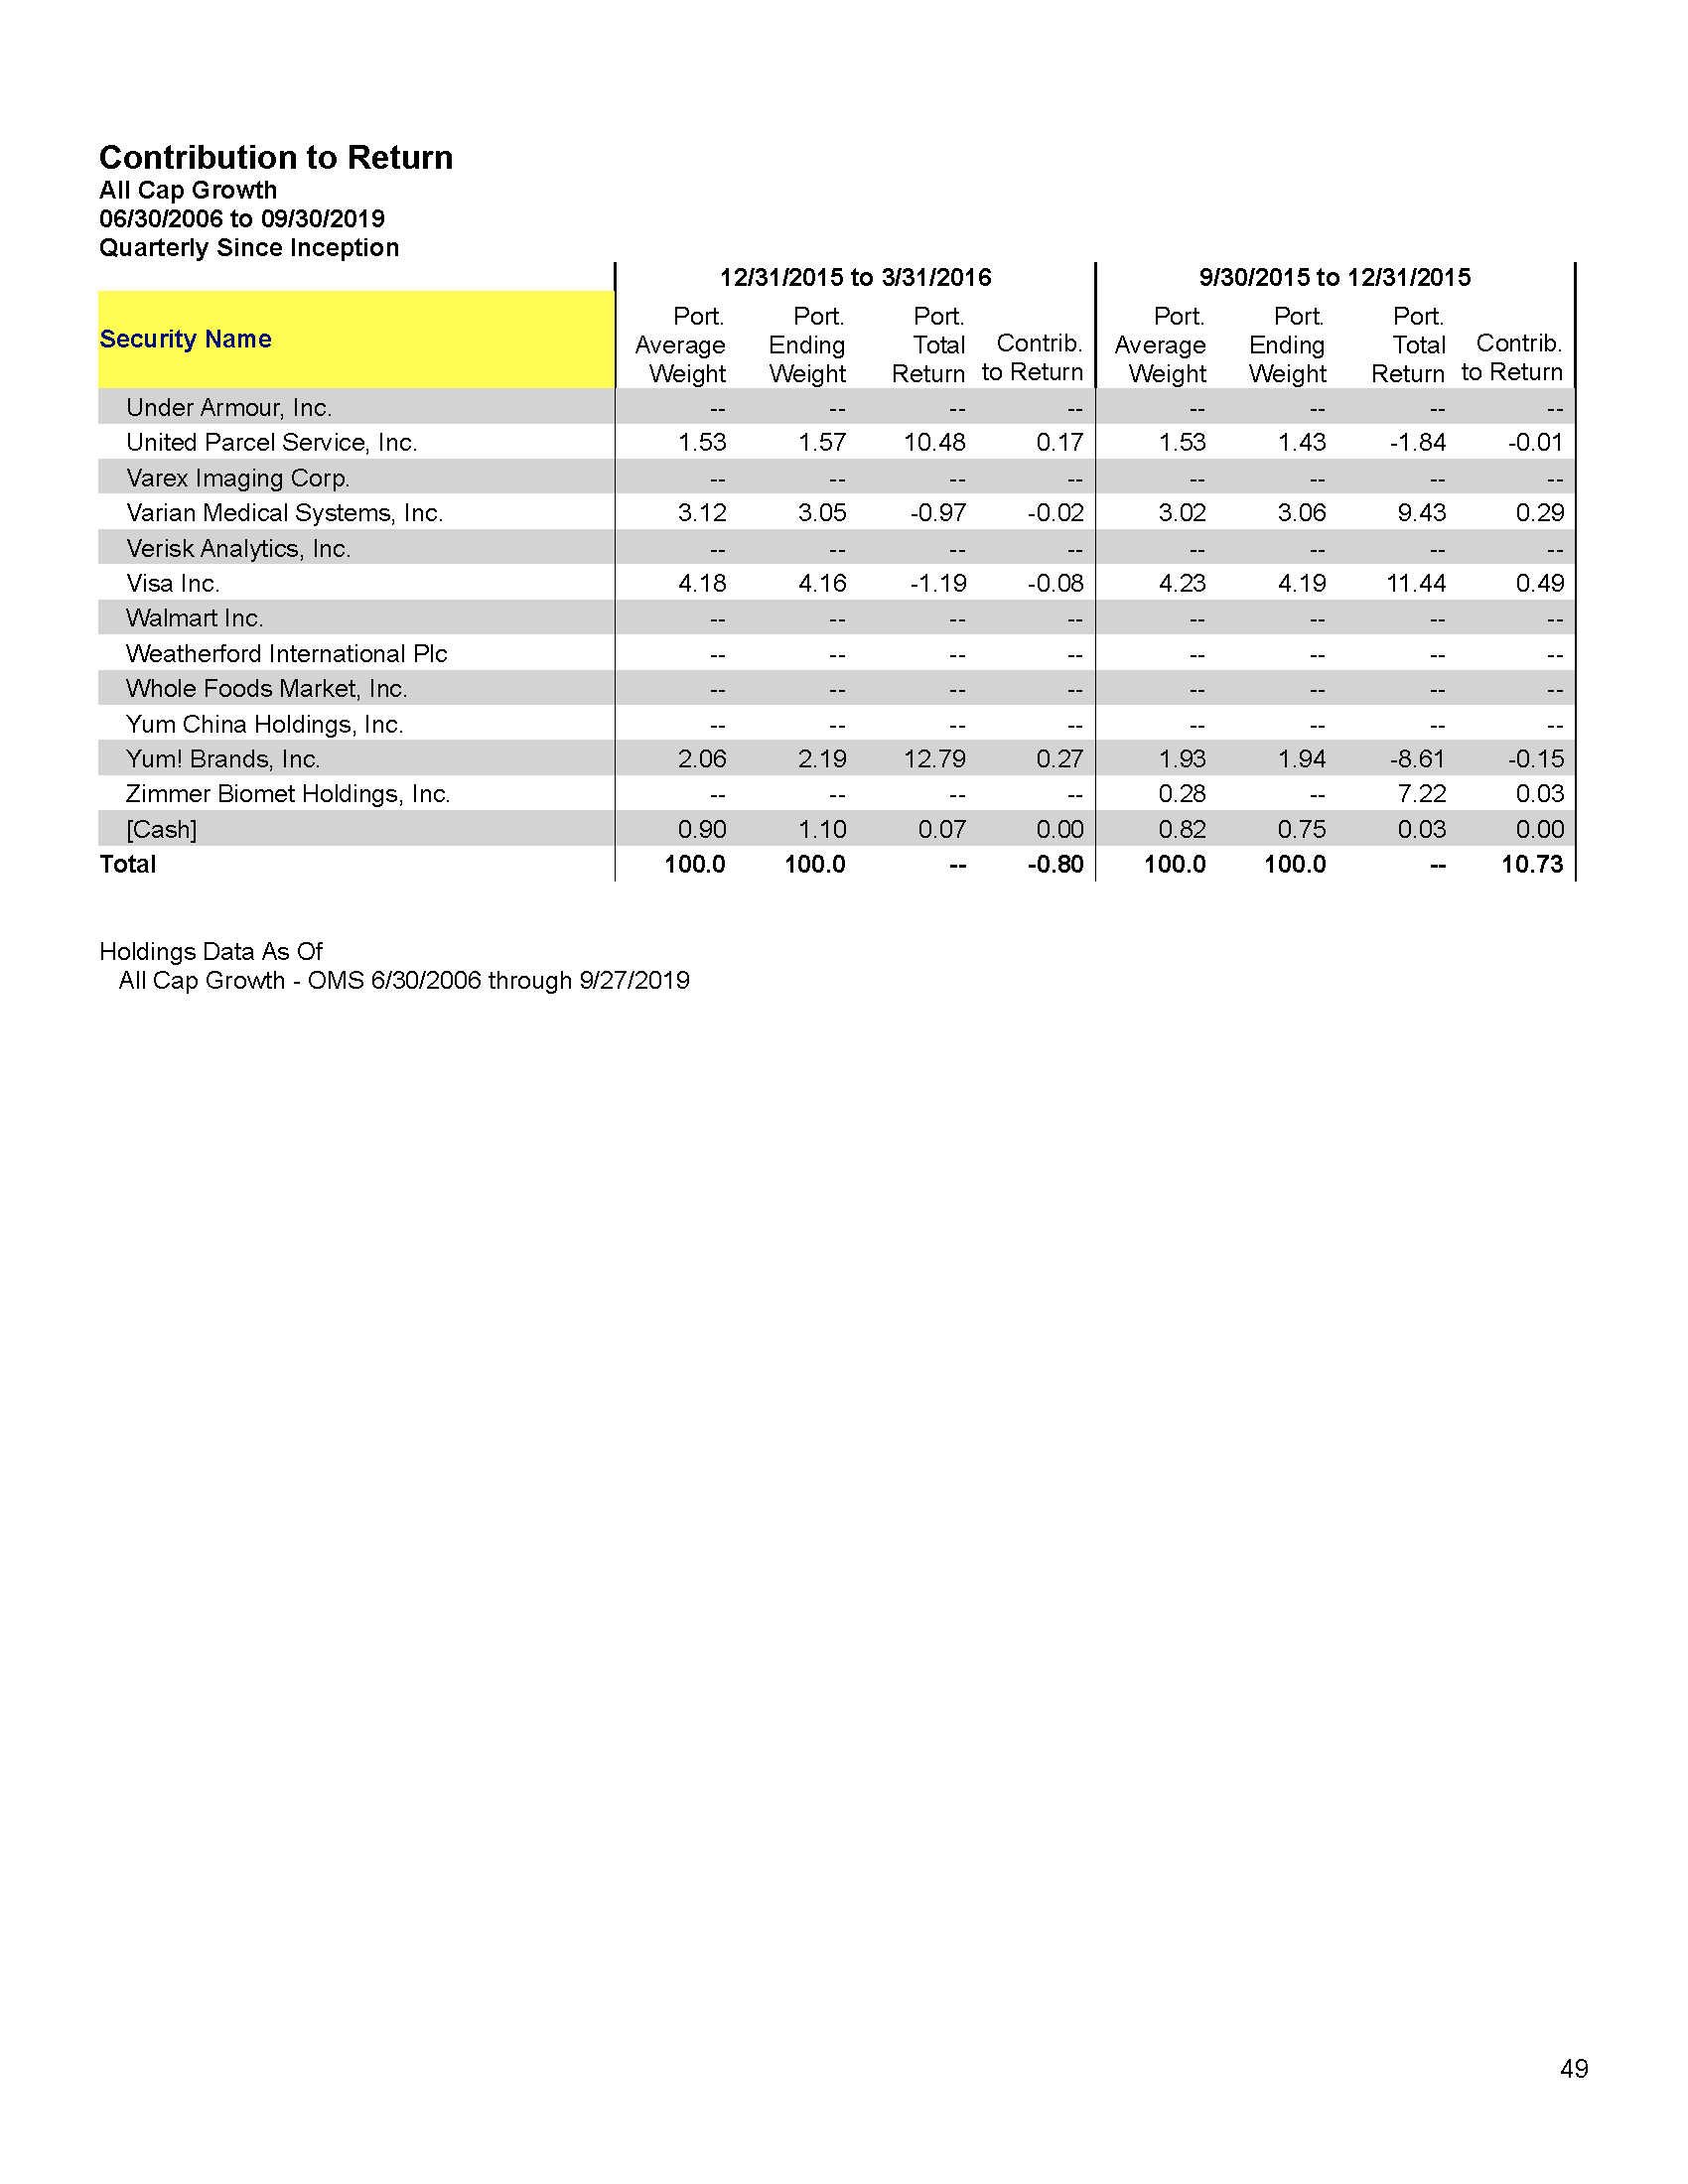 Contribution to Return
All Cap Growth
06/30/2006 to 09/30/2019
Quarterly Since Inception
12/31/2015 to 3/31/2016 9/30/2015 to 12/31/2015
Security Name Port. Average Weight Port. Ending Weight Port. Total Return Contrib. to Return Port. Average Weight Port. Ending Weight Port. Total Return Contrib. to Return
Under Armour, Inc. -- -- -- -- -- -- -- --
United Parcel Service, Inc. 1.53 1.57 10.48 0.17 1.53 1.43 -1.84 -0.01
Varex Imaging Corp. -- -- -- -- -- -- -- --
Varian Medical Systems, Inc. 3.12 3.05 -0.97 -0.02 3.02 3.06 9.43 0.29
Verisk Analytics, Inc. -- -- -- -- -- -- -- --
Visa Inc. 4.18 4.16 -1.19 -0.08 4.23 4.19 11.44 0.49
Walmart Inc. -- -- -- -- -- -- -- --
Weatherford International Plc -- -- -- -- -- -- -- --
Whole Foods Market, Inc. -- -- -- -- -- -- -- --
Yum China Holdings, Inc. -- -- -- -- -- -- -- --
Yum! Brands, Inc. 2.06 2.19 12.79 0.27 1.93 1.94 -8.61 -0.15
Zimmer Biomet Holdings, Inc. -- -- -- -- 0.28 -- 7.22 0.03
[Cash] 0.90 1.10 0.07 0.00 0.82 0.75 0.03 0.00
Total 100.0 100.0 -- -0.80 100.0 100.0 -- 10.73
Holdings Data As Of
All Cap Growth - OMS 6/30/2006 through 9/27/2019
49